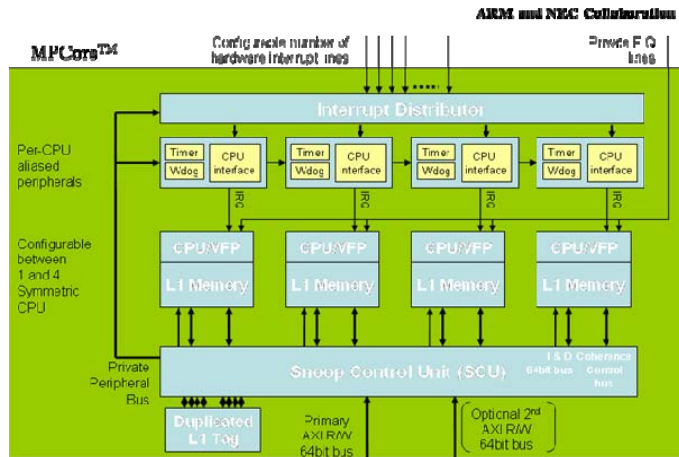 ARM and NEC Collaboration
MPCore™
Configurable number of
hardware interrupt lines
Private FIQ
lines
Interrupt Distributor
Per-CPU
aliased
peripherals
Timer
Wdog
CPU
interface
Timer
Wdog
CPU
interface
Timer
Wdog
CPU
interface
Timer
Wdog
CPU
interface
IRQ
IRQ
IRQ
IRQ
Configurable
between
1 and 4
Symmetric
CPU
CPU/VFP
L1 Memory
CPU/VFP
L1 Memory
CPU/VFP
L1 Memory
CPU/VFP
L1 Memory
Private
Peripheral
Bus
Snoop Control Unit (SCU)
I & D
64bit bus
Coherence
Control
bus
Duplicated
L1 Tag
Primary
AXI R/W
64bit bus
Optional 2nd
AXI R/W
64bit bus